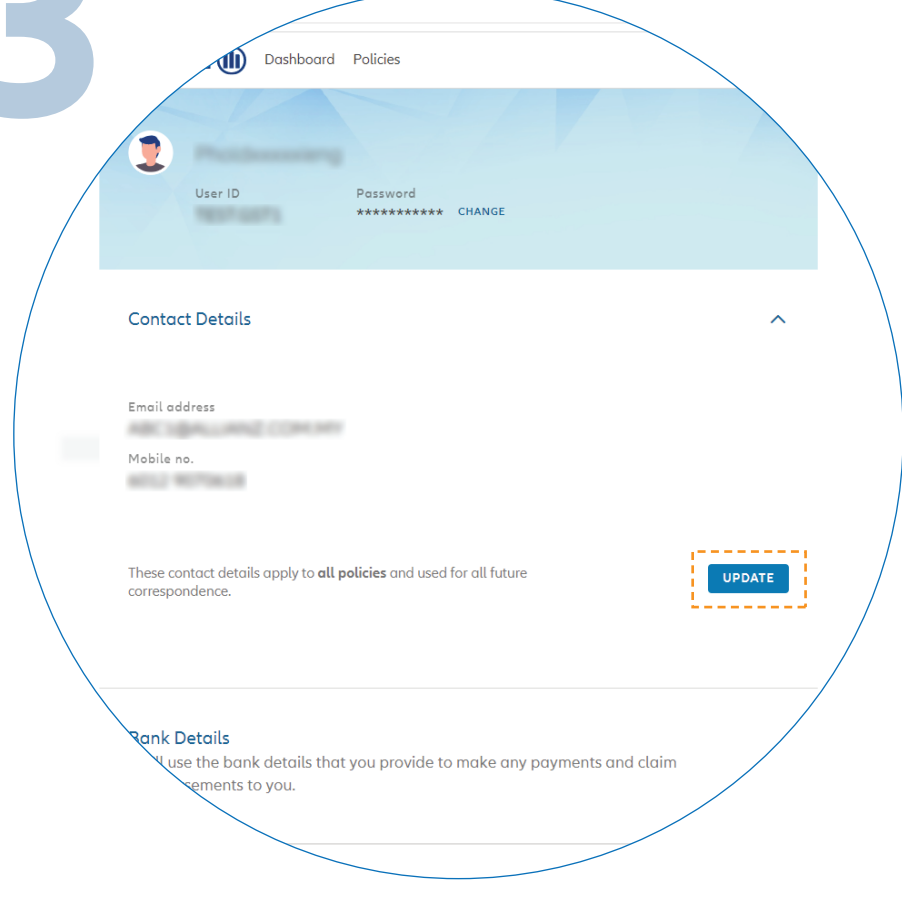 3
Dashboard Policies
User ID Password
*********** CHANGE
Contact Details
Email address
Mobile no.
These contact details apply to all policies and used for all future
correspondence.
UPDATE
Bank Details
use the bank details that you provide to make any payments and claim
to you.